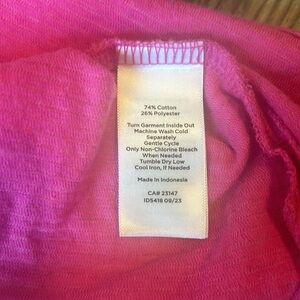 74% Cotton
26% Polyester
Turn Garment Inside Out
Machine Wash Cold
Separately
Gentle Cycle
Only Non-Chlorine Bleach
When Needed
Tumble Dry Low
Cool Iron, If Needed
Made in Indonesia
CA# 23147
ID5418 09/23